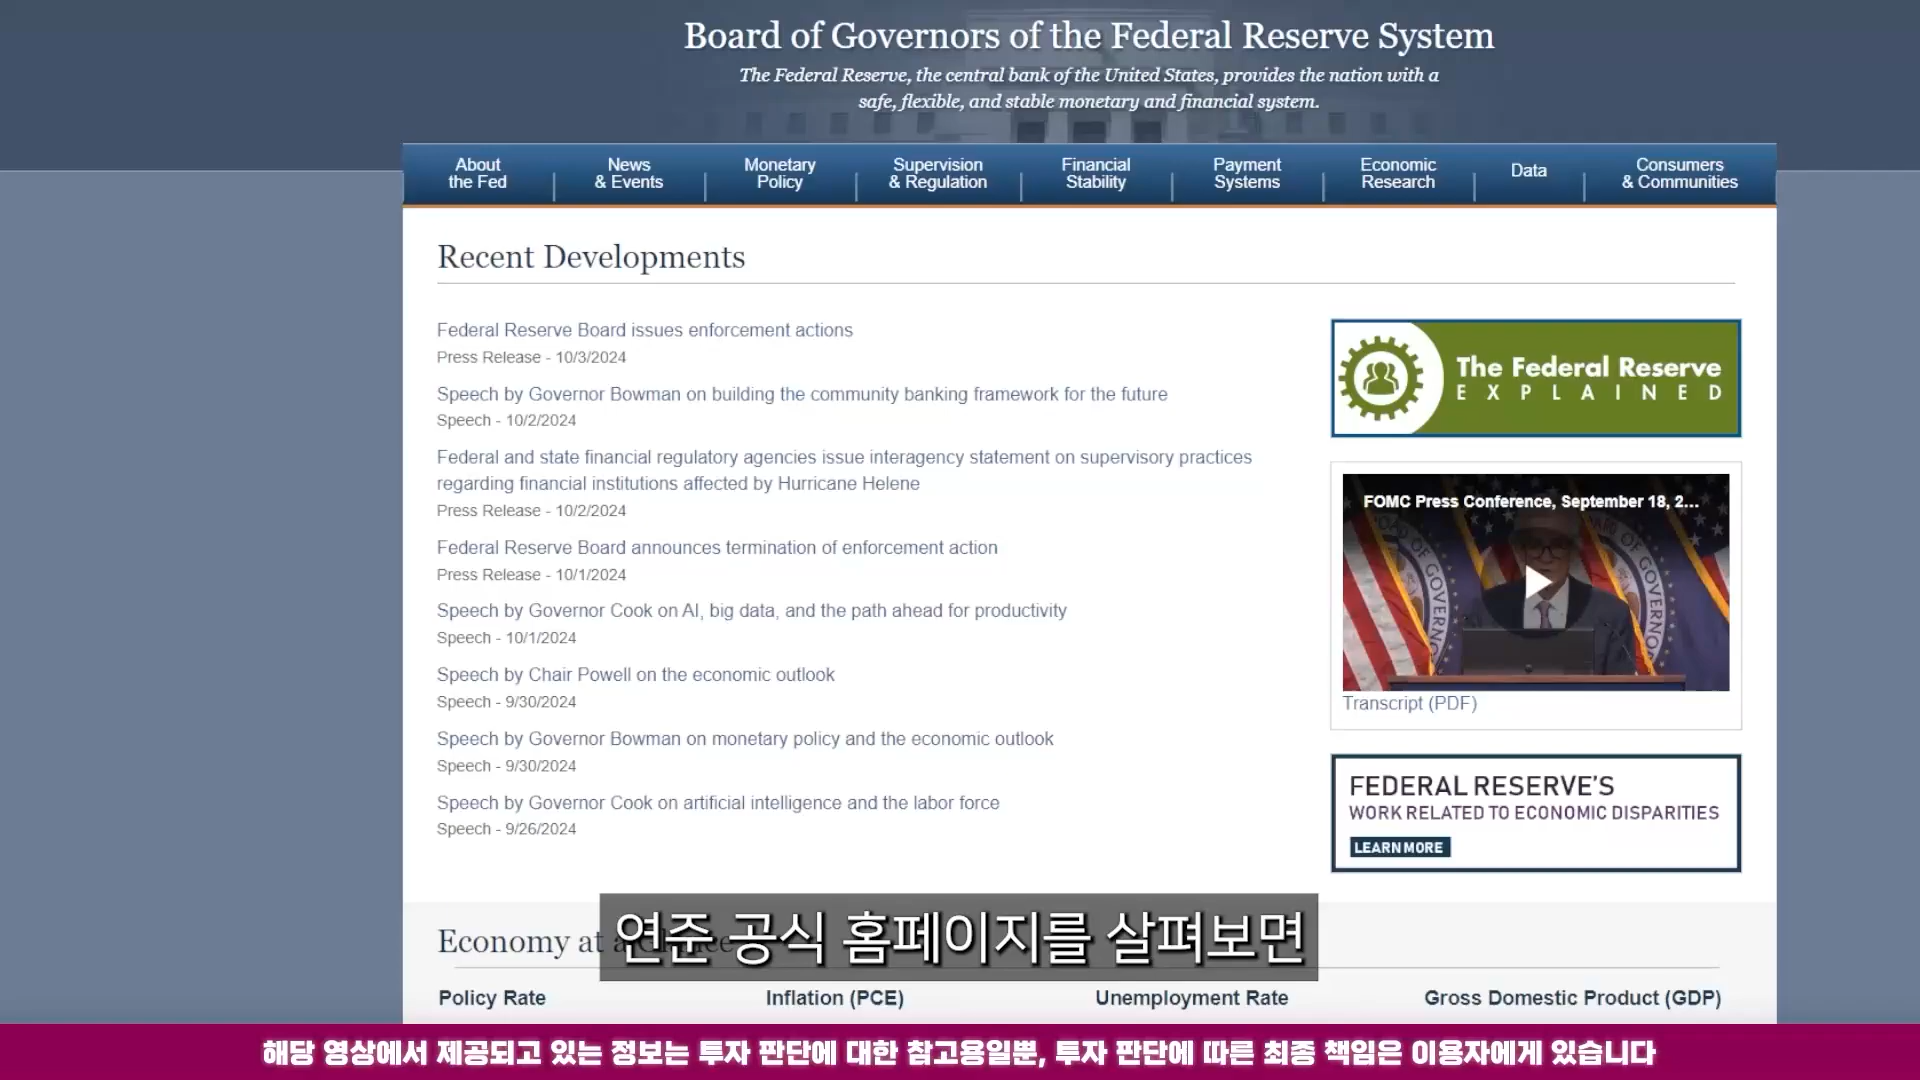 Board of Governors of the Federal Reserve System
The Federal Reserve, the central bank of the United States, provides the nation with a
safe, flexible, and stable monetary and financial system.
About
the Fed
News
& Events
Monetary
Policy
Supervision
& Regulation
Financial
Stability
Payment
Systems
Economic
Research
Data
Consumers
& Communities
Recent Developments
Federal Reserve Board issues enforcement actions
Press Release - 10/3/2024
Speech by Governor Bowman on building the community banking framework for the future
Speech - 10/2/2024
Federal and state financial regulatory agencies issue interagency statement on supervisory practices
regarding financial institutions affected by Hurricane Helene
Press Release - 10/2/2024
Federal Reserve Board announces termination of enforcement action
Press Release - 10/1/2024
Speech by Governor Cook on AI, big data, and the path ahead for productivity
Speech - 10/1/2024
Speech by Chair Powell on the economic outlook
Speech - 9/30/2024
Speech by Governor Bowman on monetary policy and the economic outlook
Speech - 9/30/2024
Speech by Governor Cook on artificial intelligence and the labor force
Speech - 9/26/2024
The Federal Reserve
EXPLAINED
FOMC Press Conference, September 18, 2...
Transcript (PDF)
FEDERAL RESERVE'S
WORK RELATED TO ECONOMIC DISPARITIES
LEARN MORE
Economy at a Glance
연준 공식 홈페이지를 살펴보면
Policy Rate
Inflation (PCE)
Unemployment Rate
Gross Domestic Product (GDP)
해당 영상에서 제공되고 있는 정보는 투자 판단에 대한 참고용일뿐, 투자 판단에 따른 최종 책임은 이용자에게 있습니다